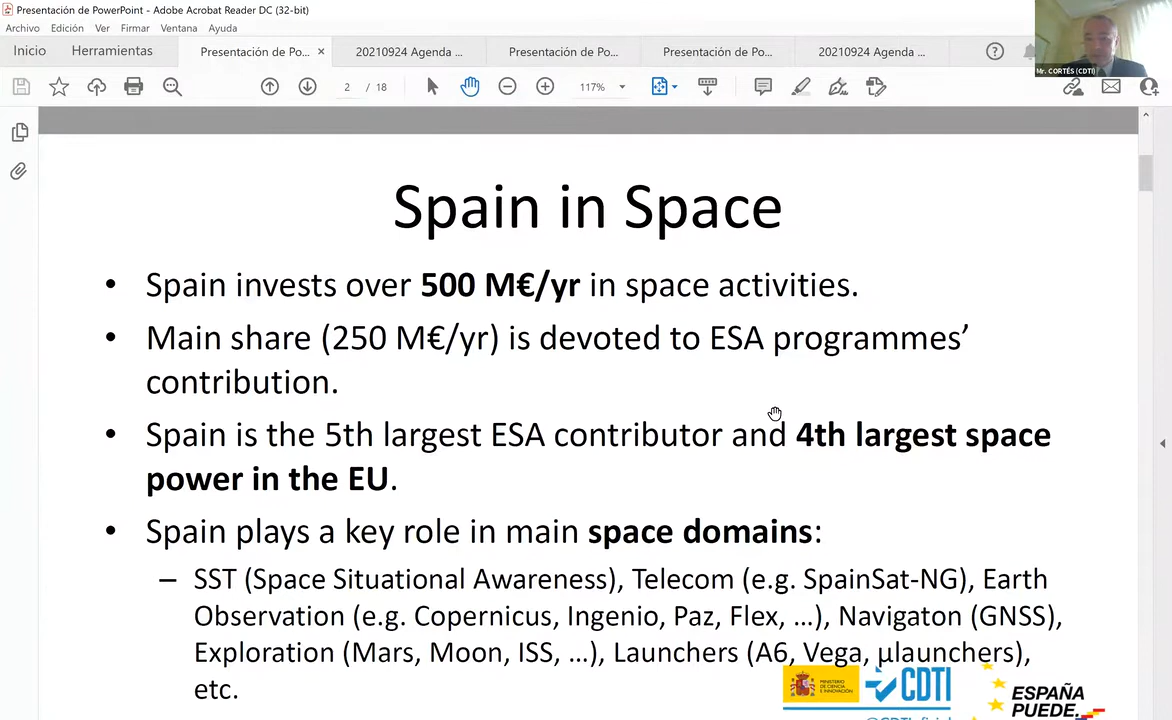 Presentación de PowerPoint - Adobe Acrobat Reader DC (32-bit)
Archivo Edición Ver Firmar Ventana Ayuda
Inicio Herramientas Presentación de Po... × 20210924 Agenda ... Presentación de Po... Presentación de Po... 20210924 Agenda ...
2 / 18 117%
Mr. CORTÉS (CDTI)
Spain in Space
• Spain invests over 500 M€/yr in space activities.
• Main share (250 M€/yr) is devoted to ESA programmes’
contribution.
• Spain is the 5th largest ESA contributor and 4th largest space
power in the EU.
• Spain plays a key role in main space domains:
– SST (Space Situational Awareness), Telecom (e.g. SpainSat-NG), Earth
Observation (e.g. Copernicus, Ingenio, Paz, Flex, ...), Navigaton (GNSS),
Exploration (Mars, Moon, ISS, ...), Launchers (A6, Vega, µlaunchers),
etc.
MINISTERIO
DE CIENCIA
E INNOVACIÓN
CDTI
ESPAÑA
PUEDE.